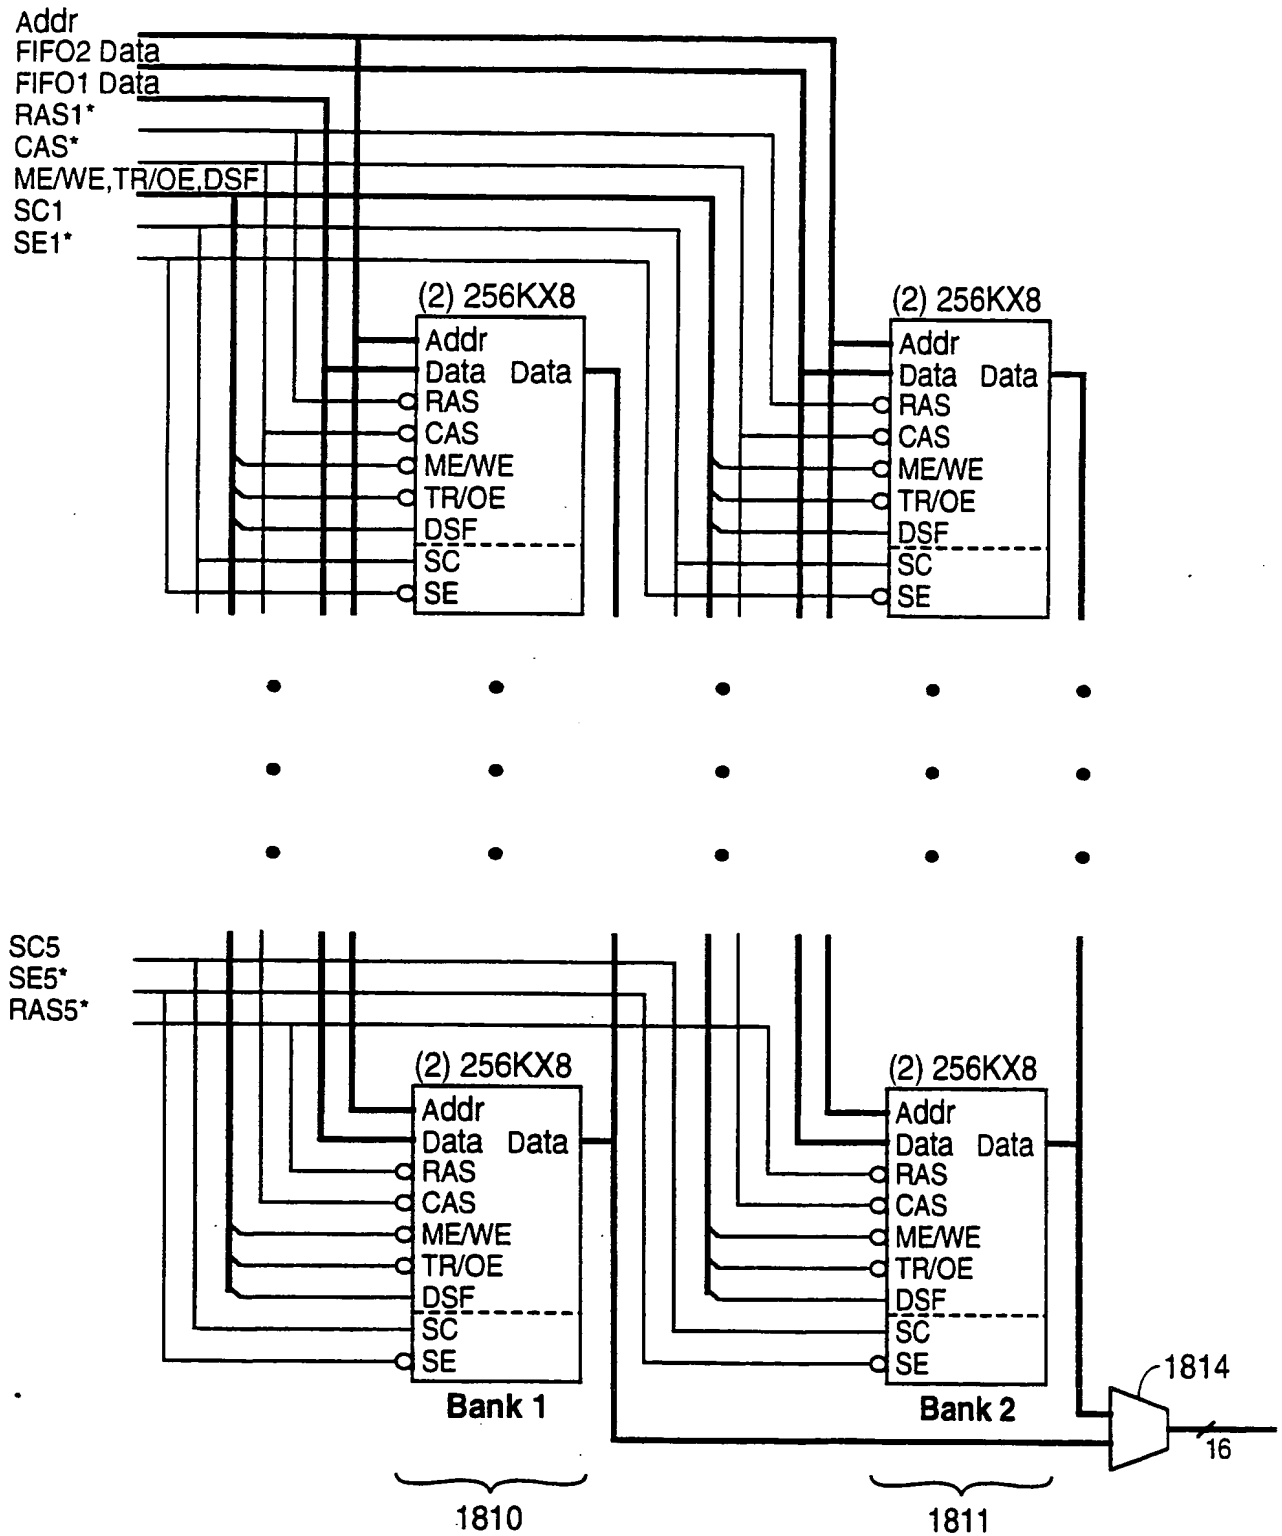 Addr
FIFO2 Data
FIFO1 Data
RAS1*
CAS*
ME/WE,TR/OE,DSF
SC1
SE1*
(2) 256KX8
Addr
Data Data
RAS
CAS
ME/WE
TR/OE
DSF
SC
SE
(2) 256KX8
Addr
Data Data
RAS
CAS
ME/WE
TR/OE
DSF
SC
SE
SC5
SE5*
RAS5*
(2) 256KX8
Addr
Data Data
RAS
CAS
ME/WE
TR/OE
DSF
SC
SE
Bank 1
(2) 256KX8
Addr
Data Data
RAS
CAS
ME/WE
TR/OE
DSF
SC
SE
Bank 2
1814
16
1810
1811